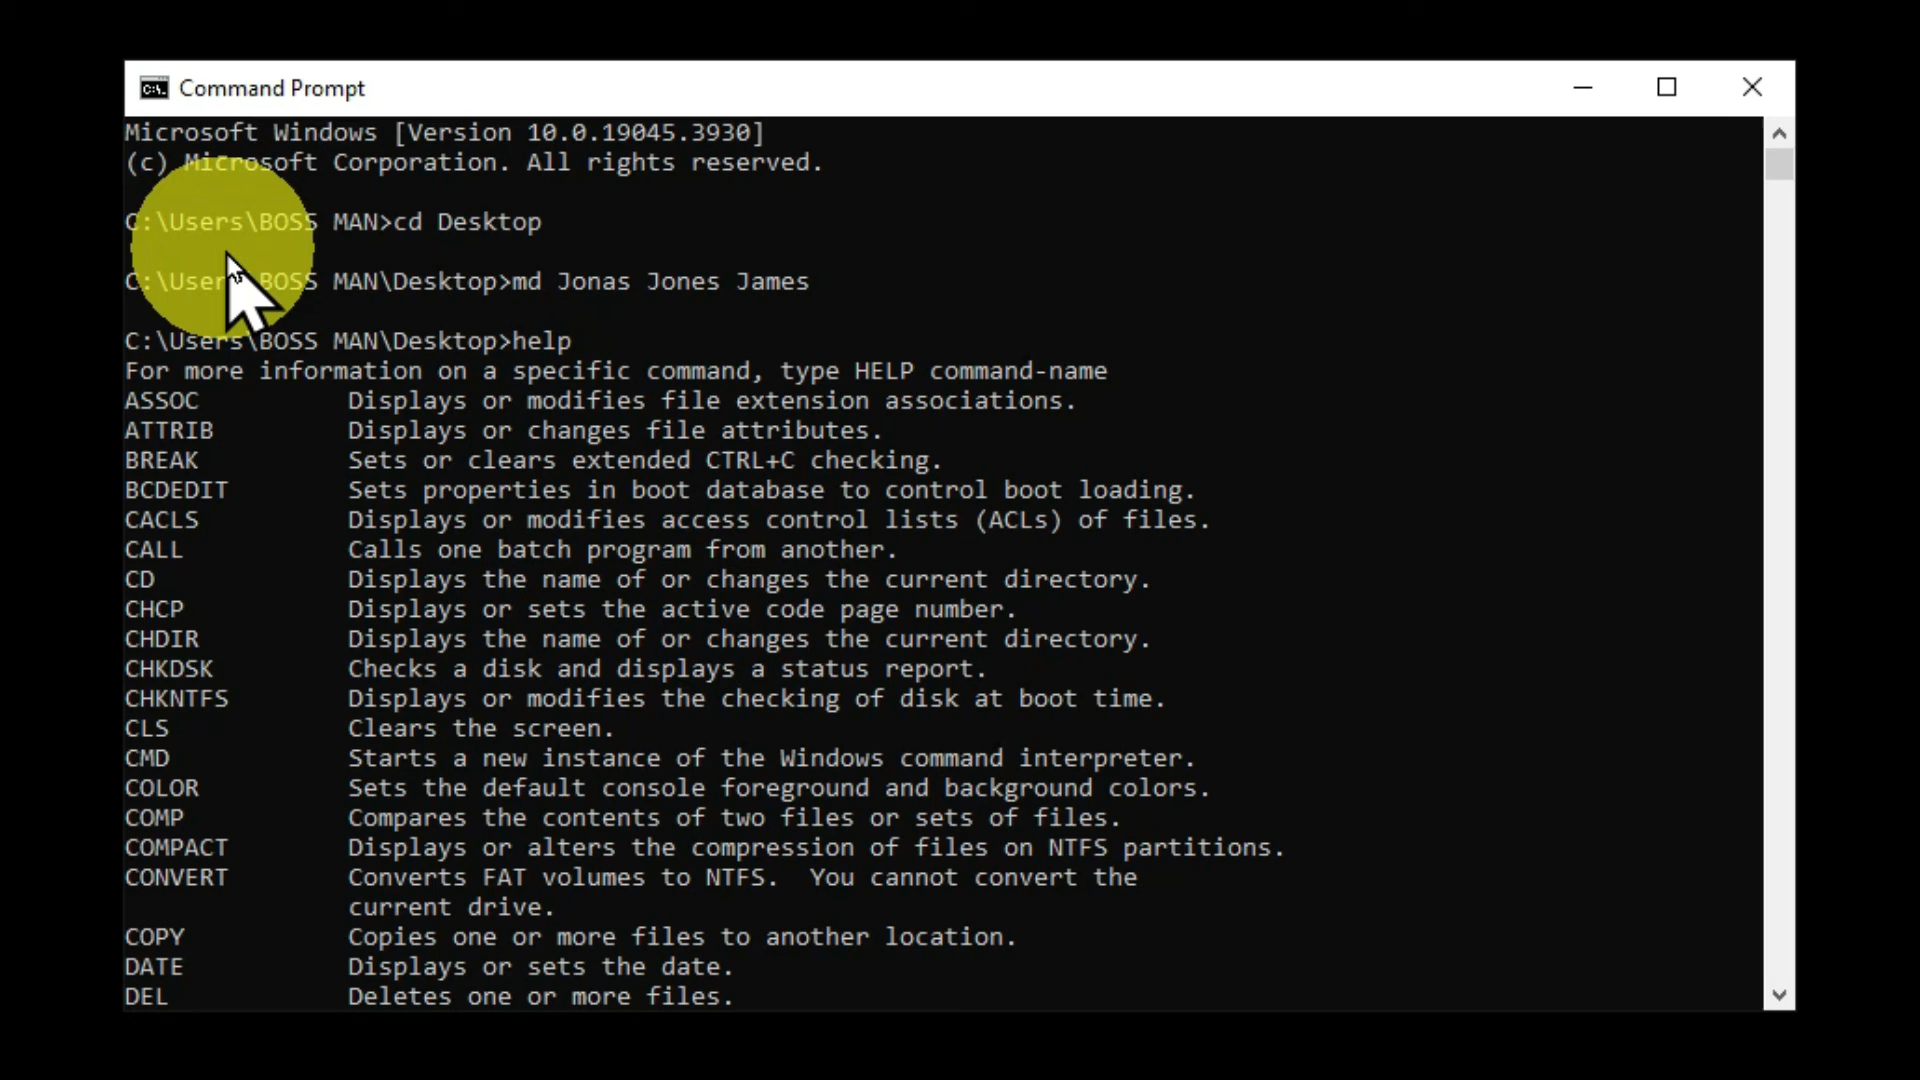 Command Prompt
Microsoft Windows [Version 10.0.19045.3930]
(c) Microsoft Corporation. All rights reserved.
C:\Users\BOSS MAN>cd Desktop
C:\Users\BOSS MAN\Desktop>md Jonas Jones James
C:\Users\BOSS MAN\Desktop>help
For more information on a specific command, type HELP command-name
ASSOC          Displays or modifies file extension associations.
ATTRIB         Displays or changes file attributes.
BREAK          Sets or clears extended CTRL+C checking.
BCDEDIT        Sets properties in boot database to control boot loading.
CACLS          Displays or modifies access control lists (ACLs) of files.
CALL           Calls one batch program from another.
CD             Displays the name of or changes the current directory.
CHCP           Displays or sets the active code page number.
CHDIR          Displays the name of or changes the current directory.
CHKDSK         Checks a disk and displays a status report.
CHKNTFS        Displays or modifies the checking of disk at boot time.
CLS            Clears the screen.
CMD            Starts a new instance of the Windows command interpreter.
COLOR          Sets the default console foreground and background colors.
COMP           Compares the contents of two files or sets of files.
COMPACT        Displays or alters the compression of files on NTFS partitions.
CONVERT        Converts FAT volumes to NTFS.  You cannot convert the
               current drive.
COPY           Copies one or more files to another location.
DATE           Displays or sets the date.
DEL            Deletes one or more files.